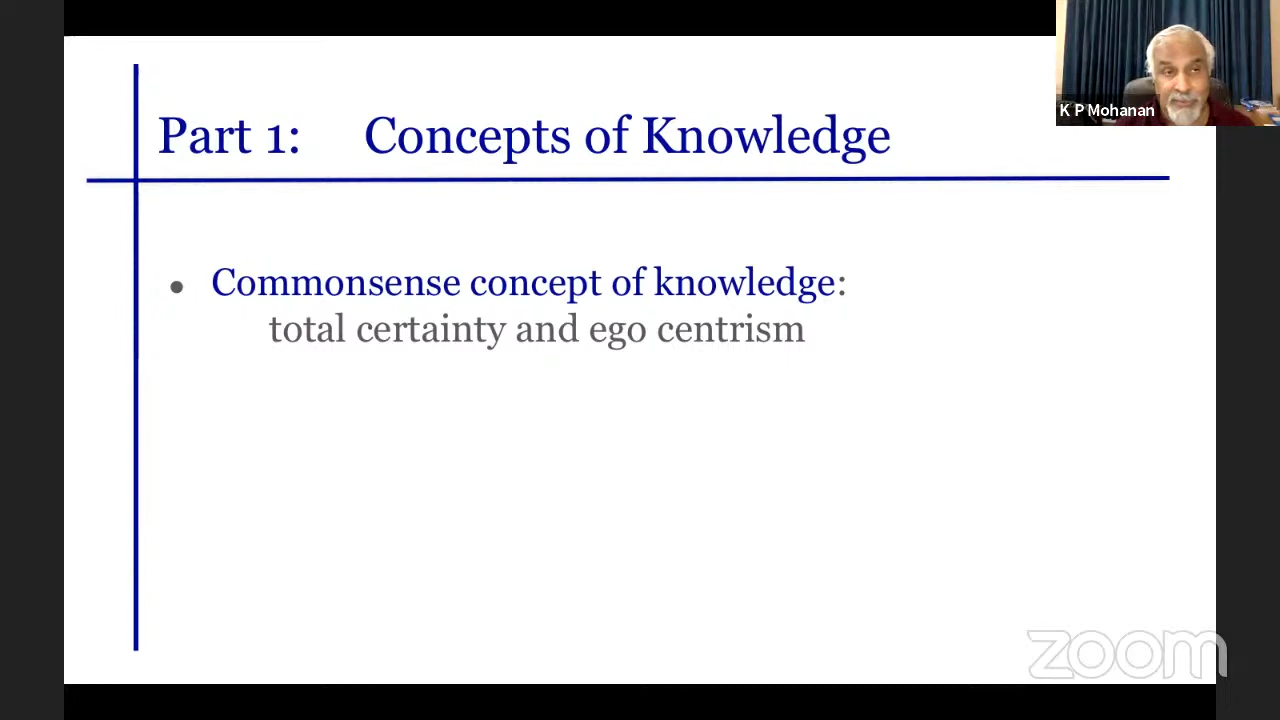 Part 1: Concepts of Knowledge
K P Mohanan
• Commonsense concept of knowledge:
total certainty and ego centrism
zoom